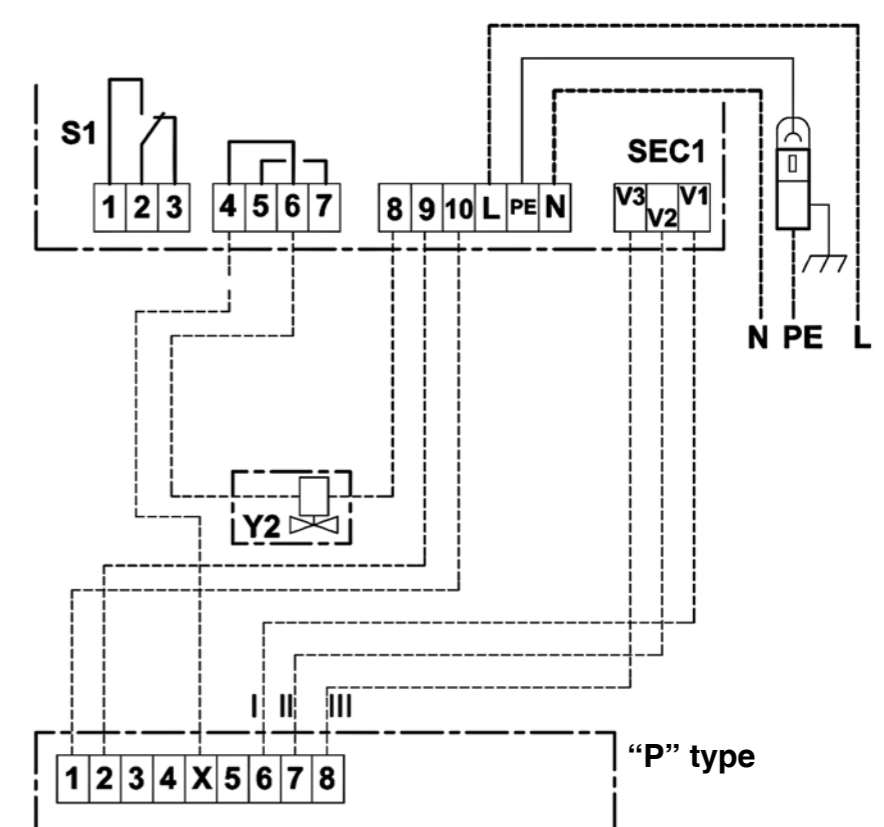 S1
SEC1
1 2 3
4 5 6 7
8 9 10 L PE N
V3 V2 V1
N PE L
Y2
I II III
"P" type
1 2 3 4 X 5 6 7 8